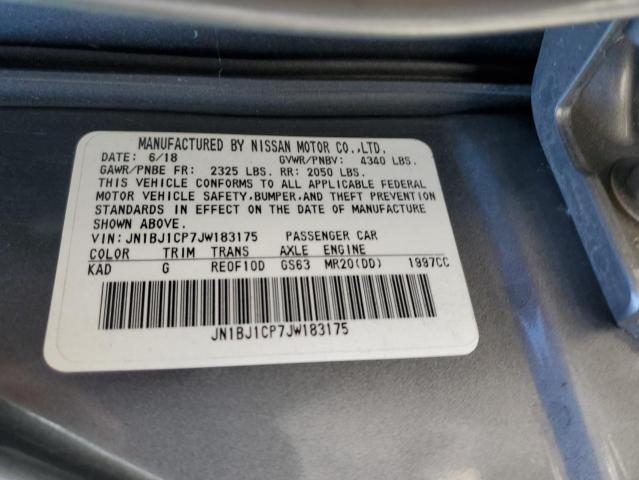 MANUFACTURED BY NISSAN MOTOR CO.,LTD.
DATE: 6/18 GVWR/PNBV: 4340 LBS.
GAWR/PNBE FR: 2325 LBS. RR: 2050 LBS.
THIS VEHICLE CONFORMS TO ALL APPLICABLE FEDERAL
MOTOR VEHICLE SAFETY,BUMPER,AND THEFT PREVENTION
STANDARDS IN EFFECT ON THE DATE OF MANUFACTURE
SHOWN ABOVE.
VIN:JN1BJ1CP7JW183175 PASSENGER CAR
COLOR TRIM TRANS AXLE ENGINE
KAD G RE0F10D GS63 MR20(DD) 1997CC
JN1BJ1CP7JW183175